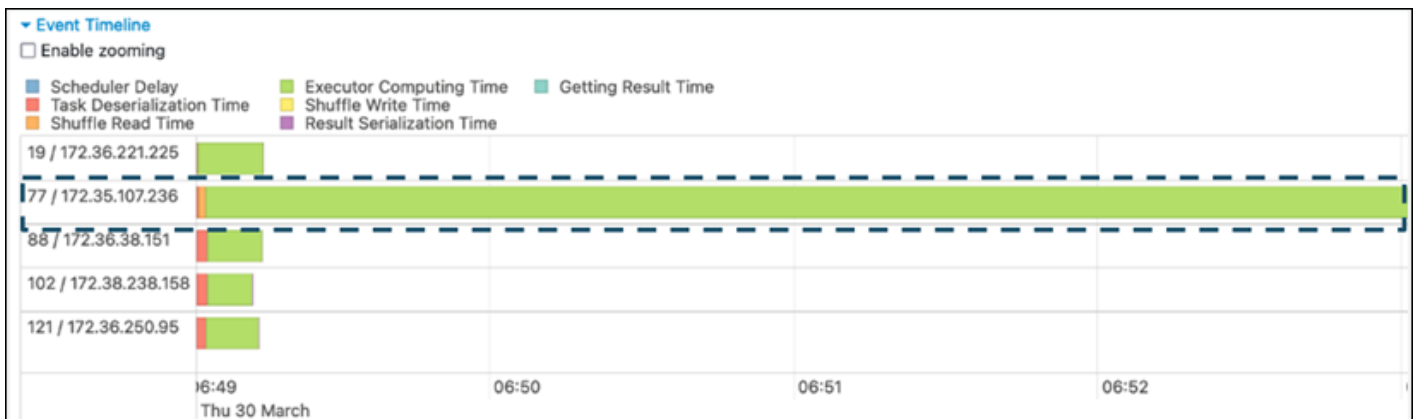 Event Timeline
Enable zooming
Scheduler Delay
Executor Computing Time
Getting Result Time
Task Deserialization Time
Shuffle Write Time
Shuffle Read Time
Result Serialization Time
19 / 172.36.221.225
77 / 172.35.107.236
88 / 172.36.38.151
102 / 172.38.238.158
121 / 172.36.250.95
06:49
06:50
06:51
06:52
Thu 30 March